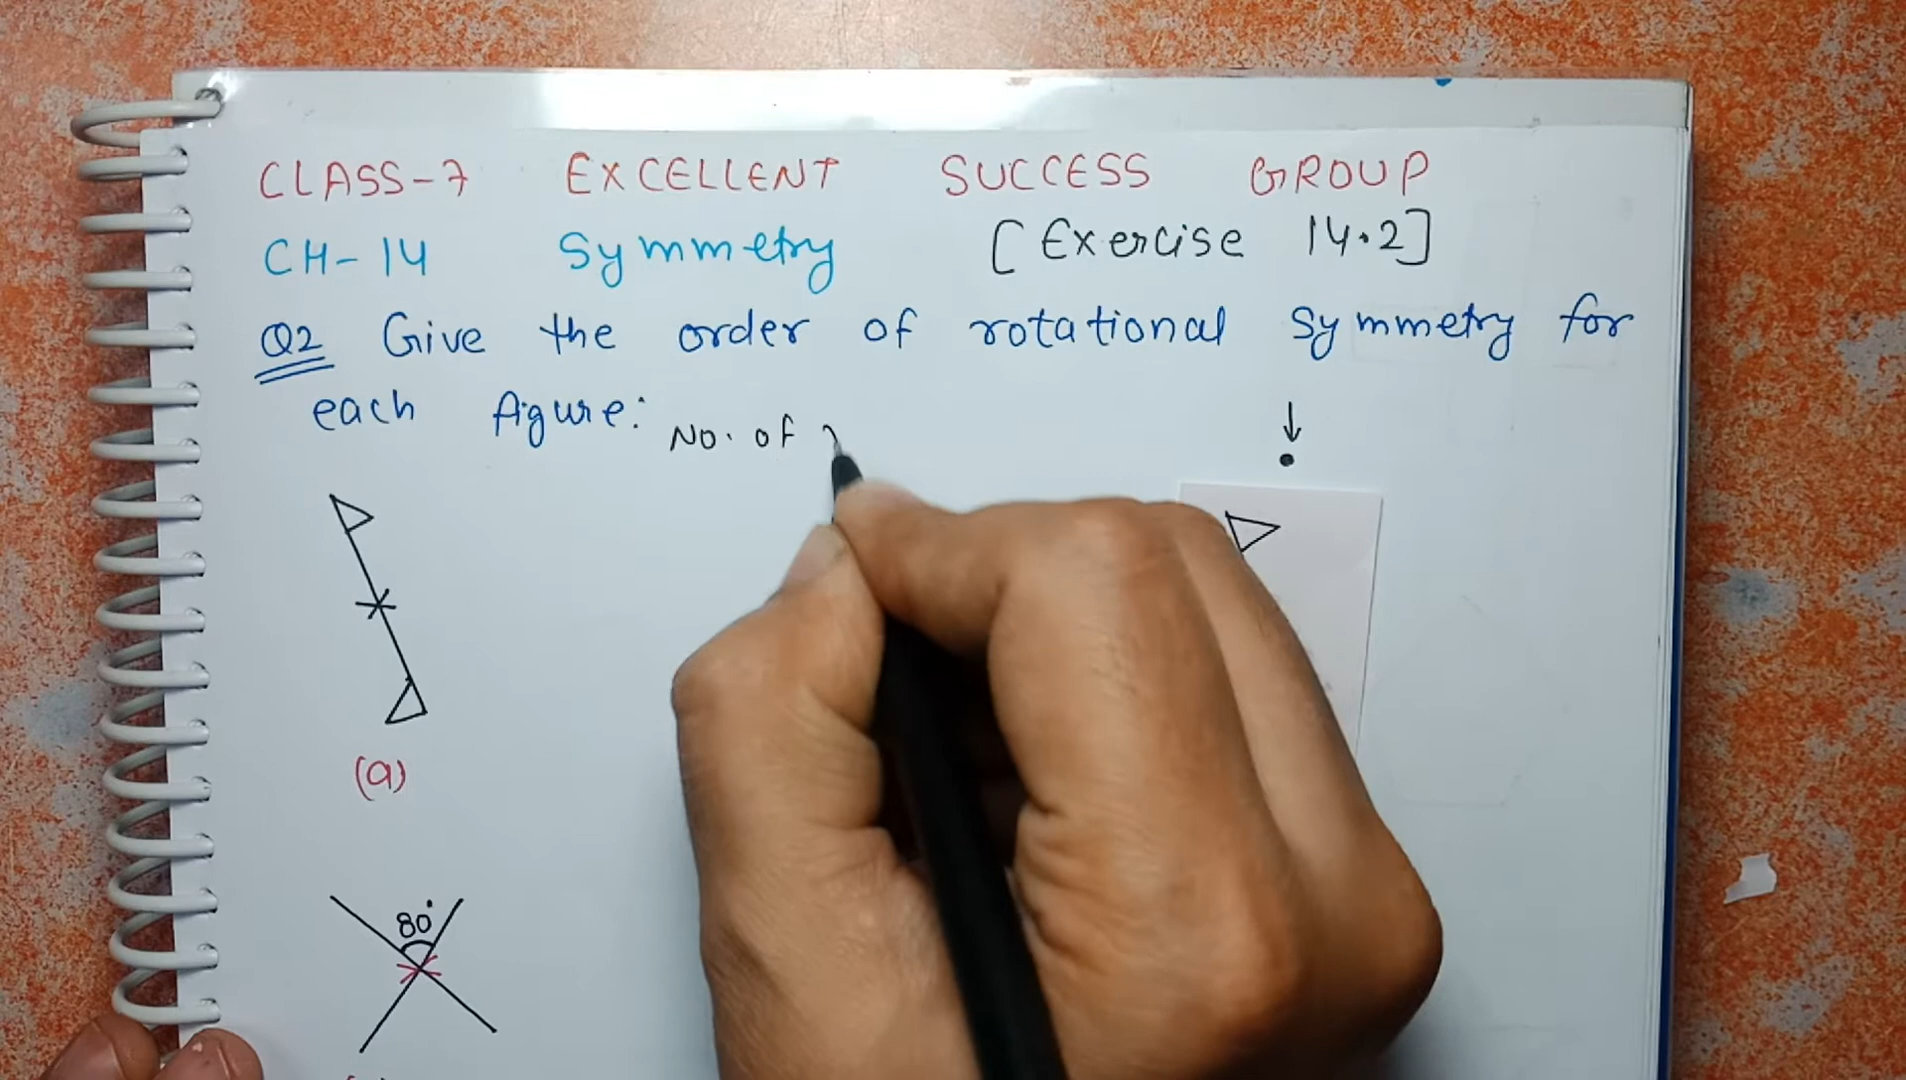 CLASS-7 EXCELLENT SUCCESS GROUP
CH-14 Symmetry [Exercise 14.2]
Q2 Give the order of rotational symmetry for
each figure:
No. of
(a)
80°